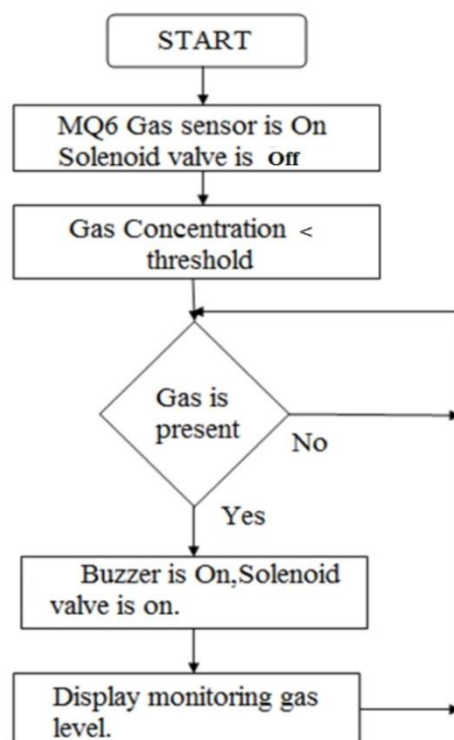 START
MQ6 Gas sensor is On
Solenoid valve is Off
Gas Concentration <
threshold
Gas is
present
No
Yes
Buzzer is On,Solenoid
valve is on.
Display monitoring gas
level.